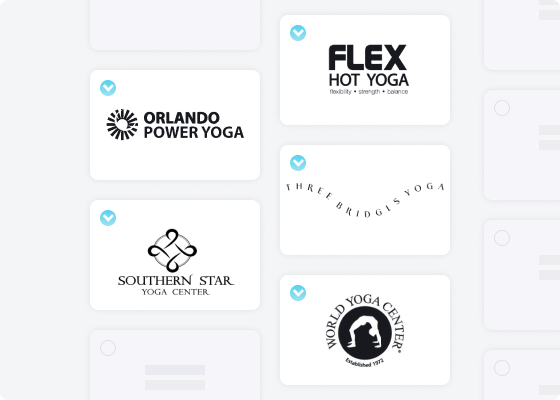 FLEX
HOT YOGA
flexibility • strength • balance
ORLANDO
POWER YOGA
THREE BRIDGES YOGA
SOUTHERN STAR
YOGA CENTER
WORLD YOGA CENTER
Established 1972